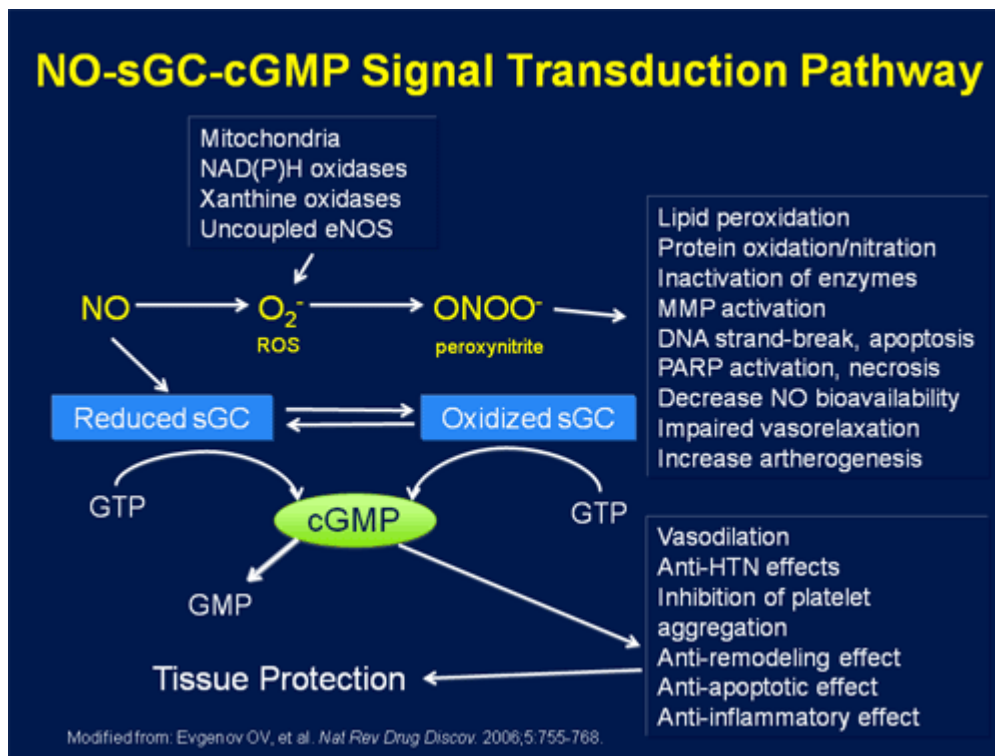 NO-sGC-cGMP Signal Transduction Pathway
Mitochondria
NAD(P)H oxidases
Xanthine oxidases
Uncoupled eNOS
NO
O₂⁻
ROS
ONOO⁻
peroxynitrite
Lipid peroxidation
Protein oxidation/nitration
Inactivation of enzymes
MMP activation
DNA strand-break, apoptosis
PARP activation, necrosis
Decrease NO bioavailability
Impaired vasorelaxation
Increase artherogenesis
Reduced sGC
Oxidized sGC
GTP
cGMP
GTP
GMP
Vasodilation
Anti-HTN effects
Inhibition of platelet
aggregation
Anti-remodeling effect
Anti-apoptotic effect
Anti-inflammatory effect
Tissue Protection
Modified from: Evgenov OV, et al. Nat Rev Drug Discov. 2006;5:755-768.